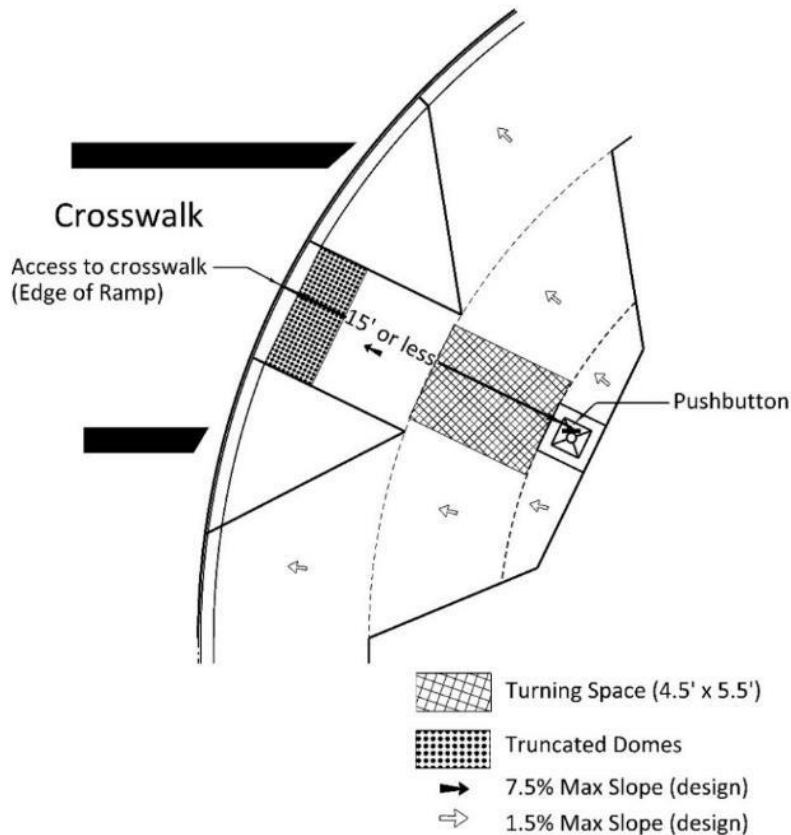 Crosswalk
Access to crosswalk
(Edge of Ramp)
15' or less
Pushbutton
Turning Space (4.5' x 5.5')
Truncated Domes
7.5% Max Slope (design)
1.5% Max Slope (design)